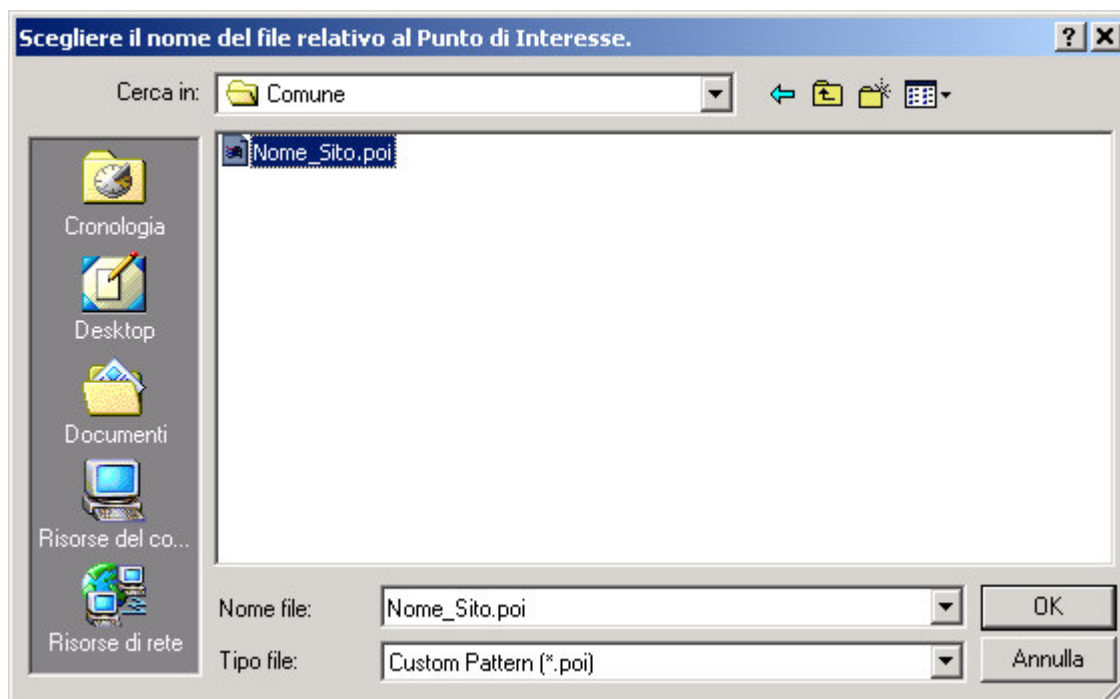 Scegliere il nome del file relativo al Punto di Interesse.
Cerca in:
Comune
Nome_Sito.poi
Cronologia
Desktop
Documenti
Risorse del co...
Risorse di rete
Nome file:
Nome_Sito.poi
OK
Tipo file:
Custom Pattern (*.poi)
Annulla